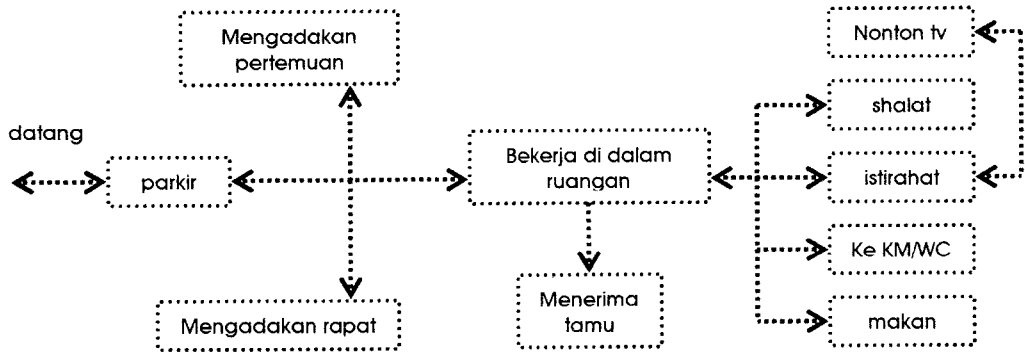 datang
parkir
Mengadakan
pertemuan
Mengadakan rapat
Bekerja di dalam
ruangan
Menerima
tamu
Nonton tv
shalat
istirahat
Ke KM/WC
makan